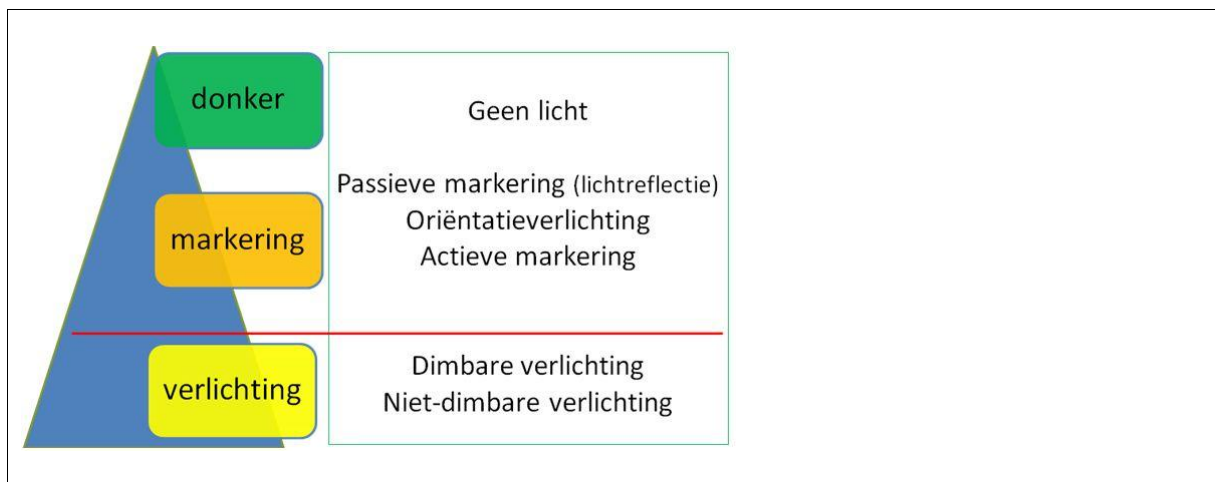 donker
Geen licht
markering
Passieve markering (lichtreflectie)
Oriëntatieverlichting
Actieve markering
verlichting
Dimbare verlichting
Niet-dimbare verlichting